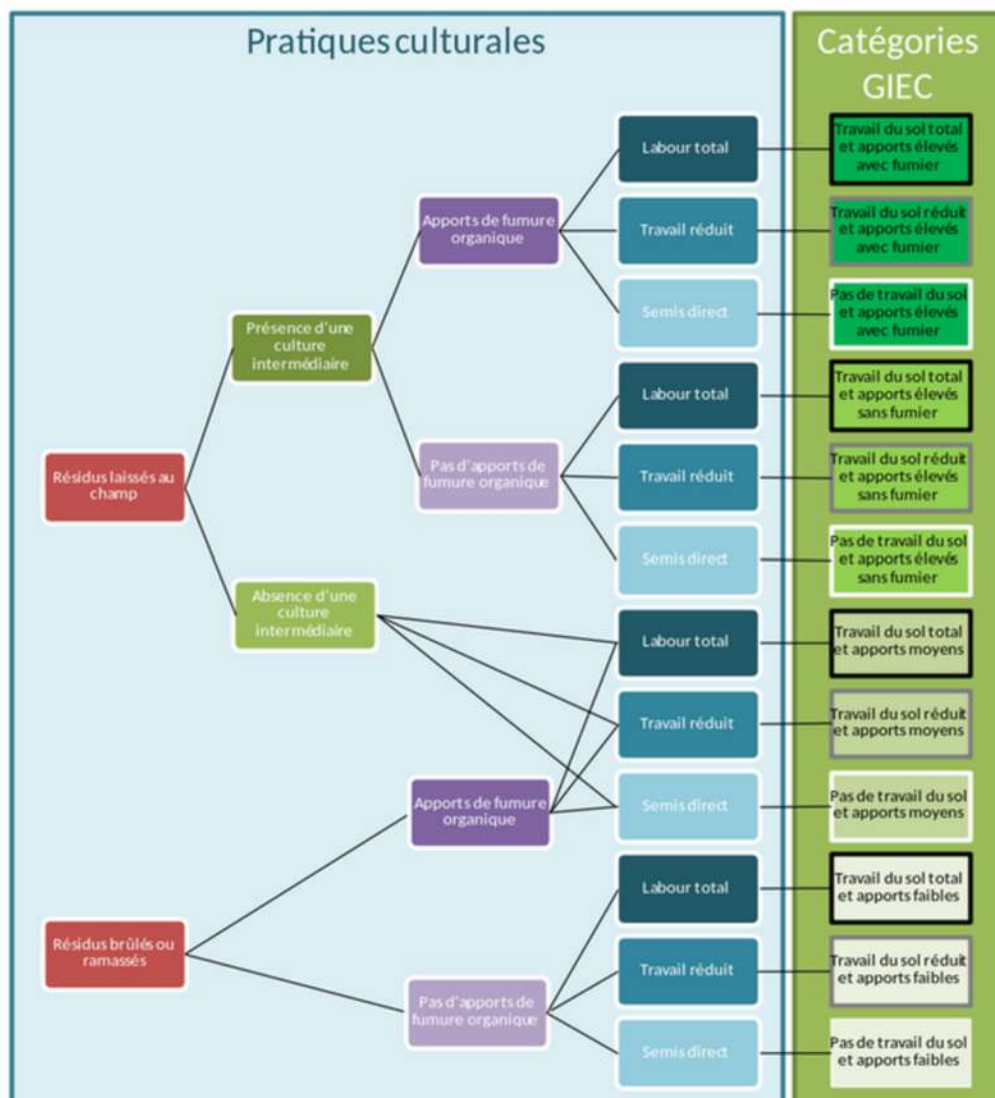 Pratiques culturales
Catégories
GIEC
Labour total
Travail du sol total
et apports élevés
avec fumier
Apports de fumure
organique
Travail réduit
Travail du sol réduit
et apports élevés
avec fumier
Semis direct
Pas de travail du sol
et apports élevés
avec fumier
Présence d'une
culture
intermédiaire
Labour total
Travail du sol total
et apports élevés
sans fumier
Résidus laissés au
champ
Pas d'apports de
fumure organique
Travail réduit
Travail du sol réduit
et apports élevés
sans fumier
Semis direct
Pas de travail du sol
et apports élevés
sans fumier
Absence d'une
culture
intermédiaire
Labour total
Travail du sol total
et apports moyens
Travail réduit
Travail du sol réduit
et apports moyens
Apports de fumure
organique
Semis direct
Pas de travail du sol
et apports moyens
Labour total
Travail du sol total
et apports faibles
Résidus brûlés ou
ramassés
Travail réduit
Travail du sol réduit
et apports faibles
Pas d'apports de
fumure organique
Semis direct
Pas de travail du sol
et apports faibles